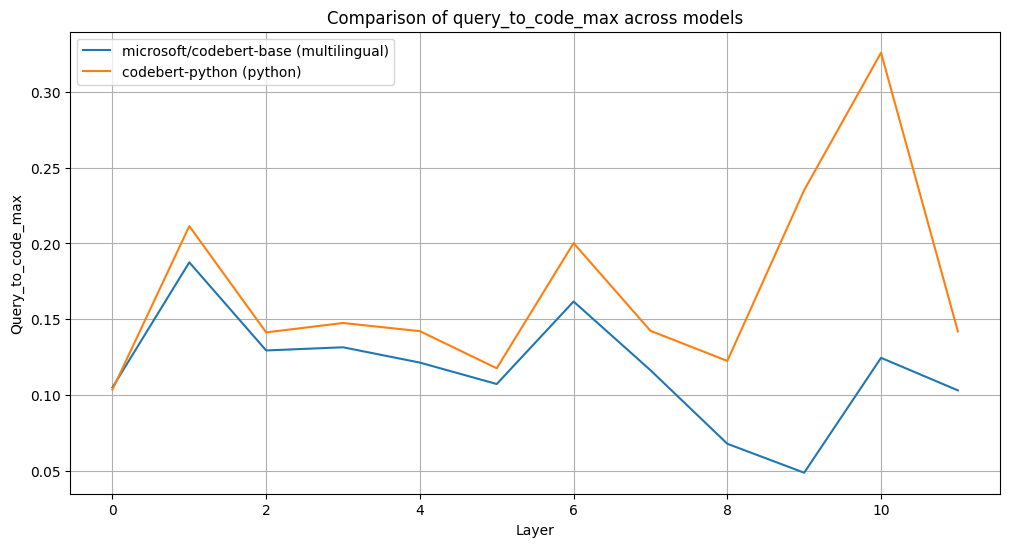 Comparison of query_to_code_max across models
microsoft/codebert-base (multilingual)
codebert-python (python)
Query_to_code_max
0.30
0.25
0.20
0.15
0.10
0.05
0 2 4 6 8 10
Layer